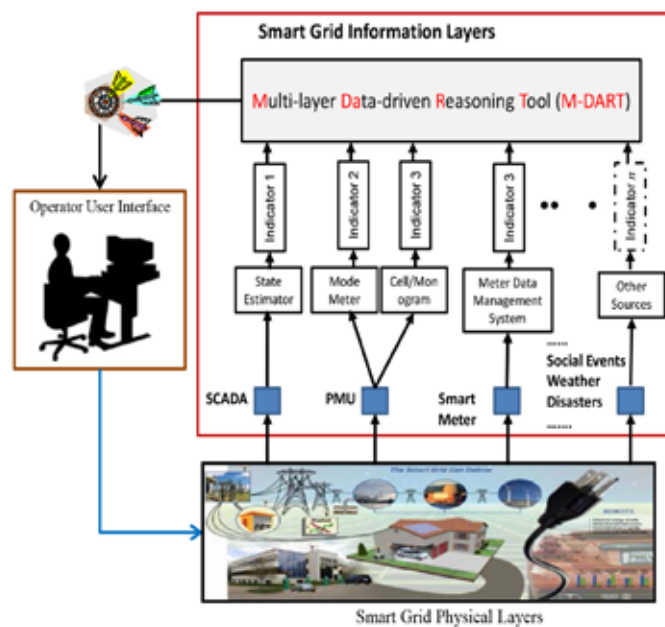 Smart Grid Information Layers
Multi-layer Data-driven Reasoning Tool (M-DART)
Indicator 1
Indicator 2
Indicator 3
Indicator 3
Indicator n
Operator User Interface
State
Estimator
Mode
Meter
Cell/Mon
ogram
Meter Data
Management
System
Other
Sources
......
Social Events
Weather
Disasters
.......
SCADA
PMU
Smart
Meter
The Smart Grid Can Deliver
BENEFITS
Smart Grid Physical Layers